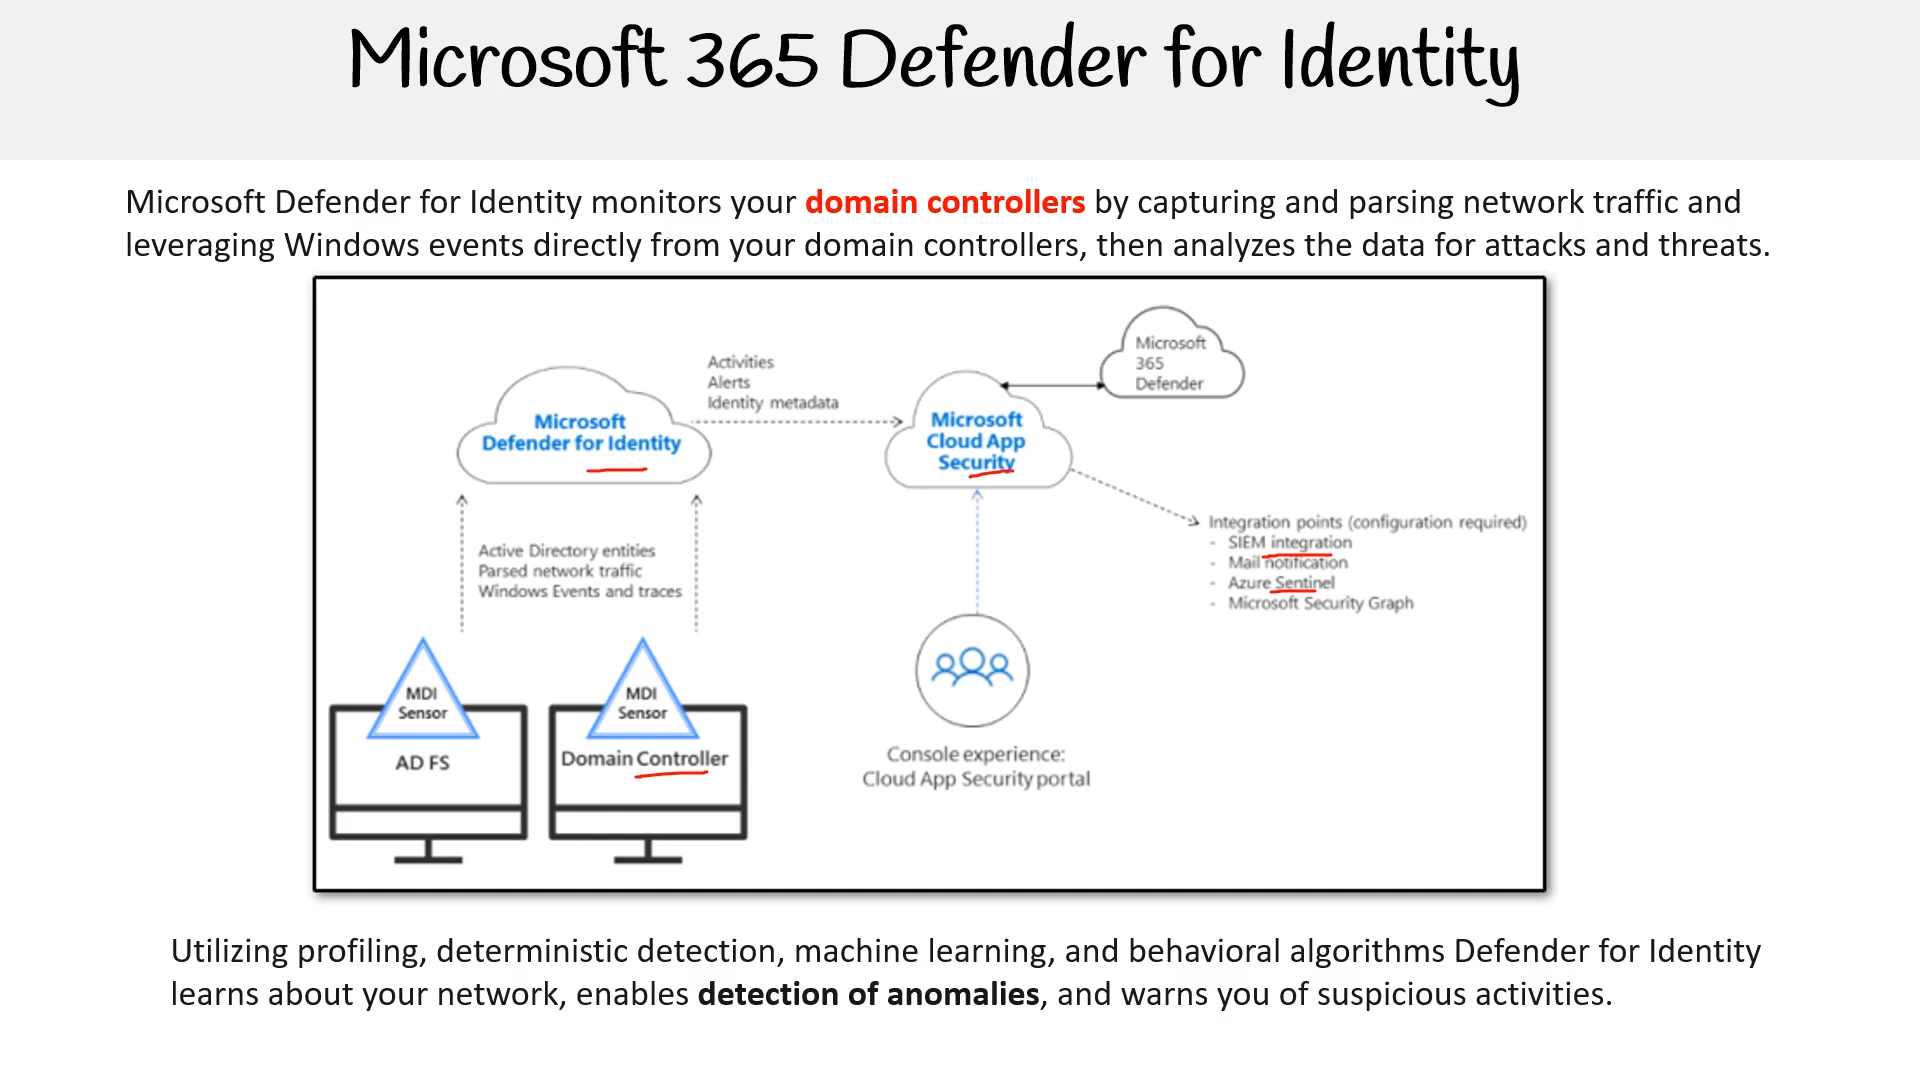 Microsoft 365 Defender for Identity
Microsoft Defender for Identity monitors your domain controllers by capturing and parsing network traffic and
leveraging Windows events directly from your domain controllers, then analyzes the data for attacks and threats.
Microsoft
365
Defender
Activities
Alerts
Identity metadata
Microsoft
Defender for Identity
Microsoft
Cloud App
Security
Integration points (configuration required)
- SIEM integration
- Mail notification
- Azure Sentinel
- Microsoft Security Graph
Active Directory entities
Parsed network traffic
Windows Events and traces
MDI
Sensor
AD FS
MDI
Sensor
Domain Controller
Console experience:
Cloud App Security portal
Utilizing profiling, deterministic detection, machine learning, and behavioral algorithms Defender for Identity
learns about your network, enables detection of anomalies, and warns you of suspicious activities.